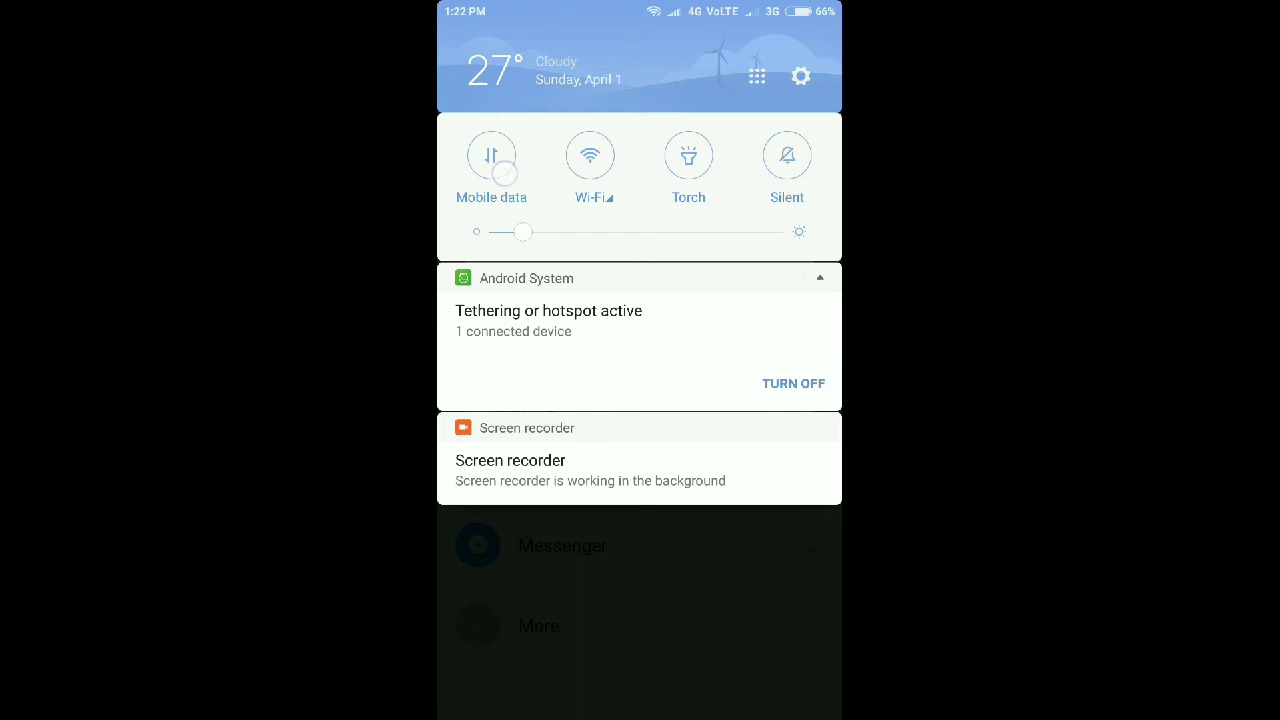 1:22 PM 4G VoLTE 3G 66%
27° Cloudy
Sunday, April 1
Mobile data Wi-Fi Torch Silent
Android System
Tethering or hotspot active
1 connected device
TURN OFF
Screen recorder
Screen recorder
Screen recorder is working in the background
Messenger
More